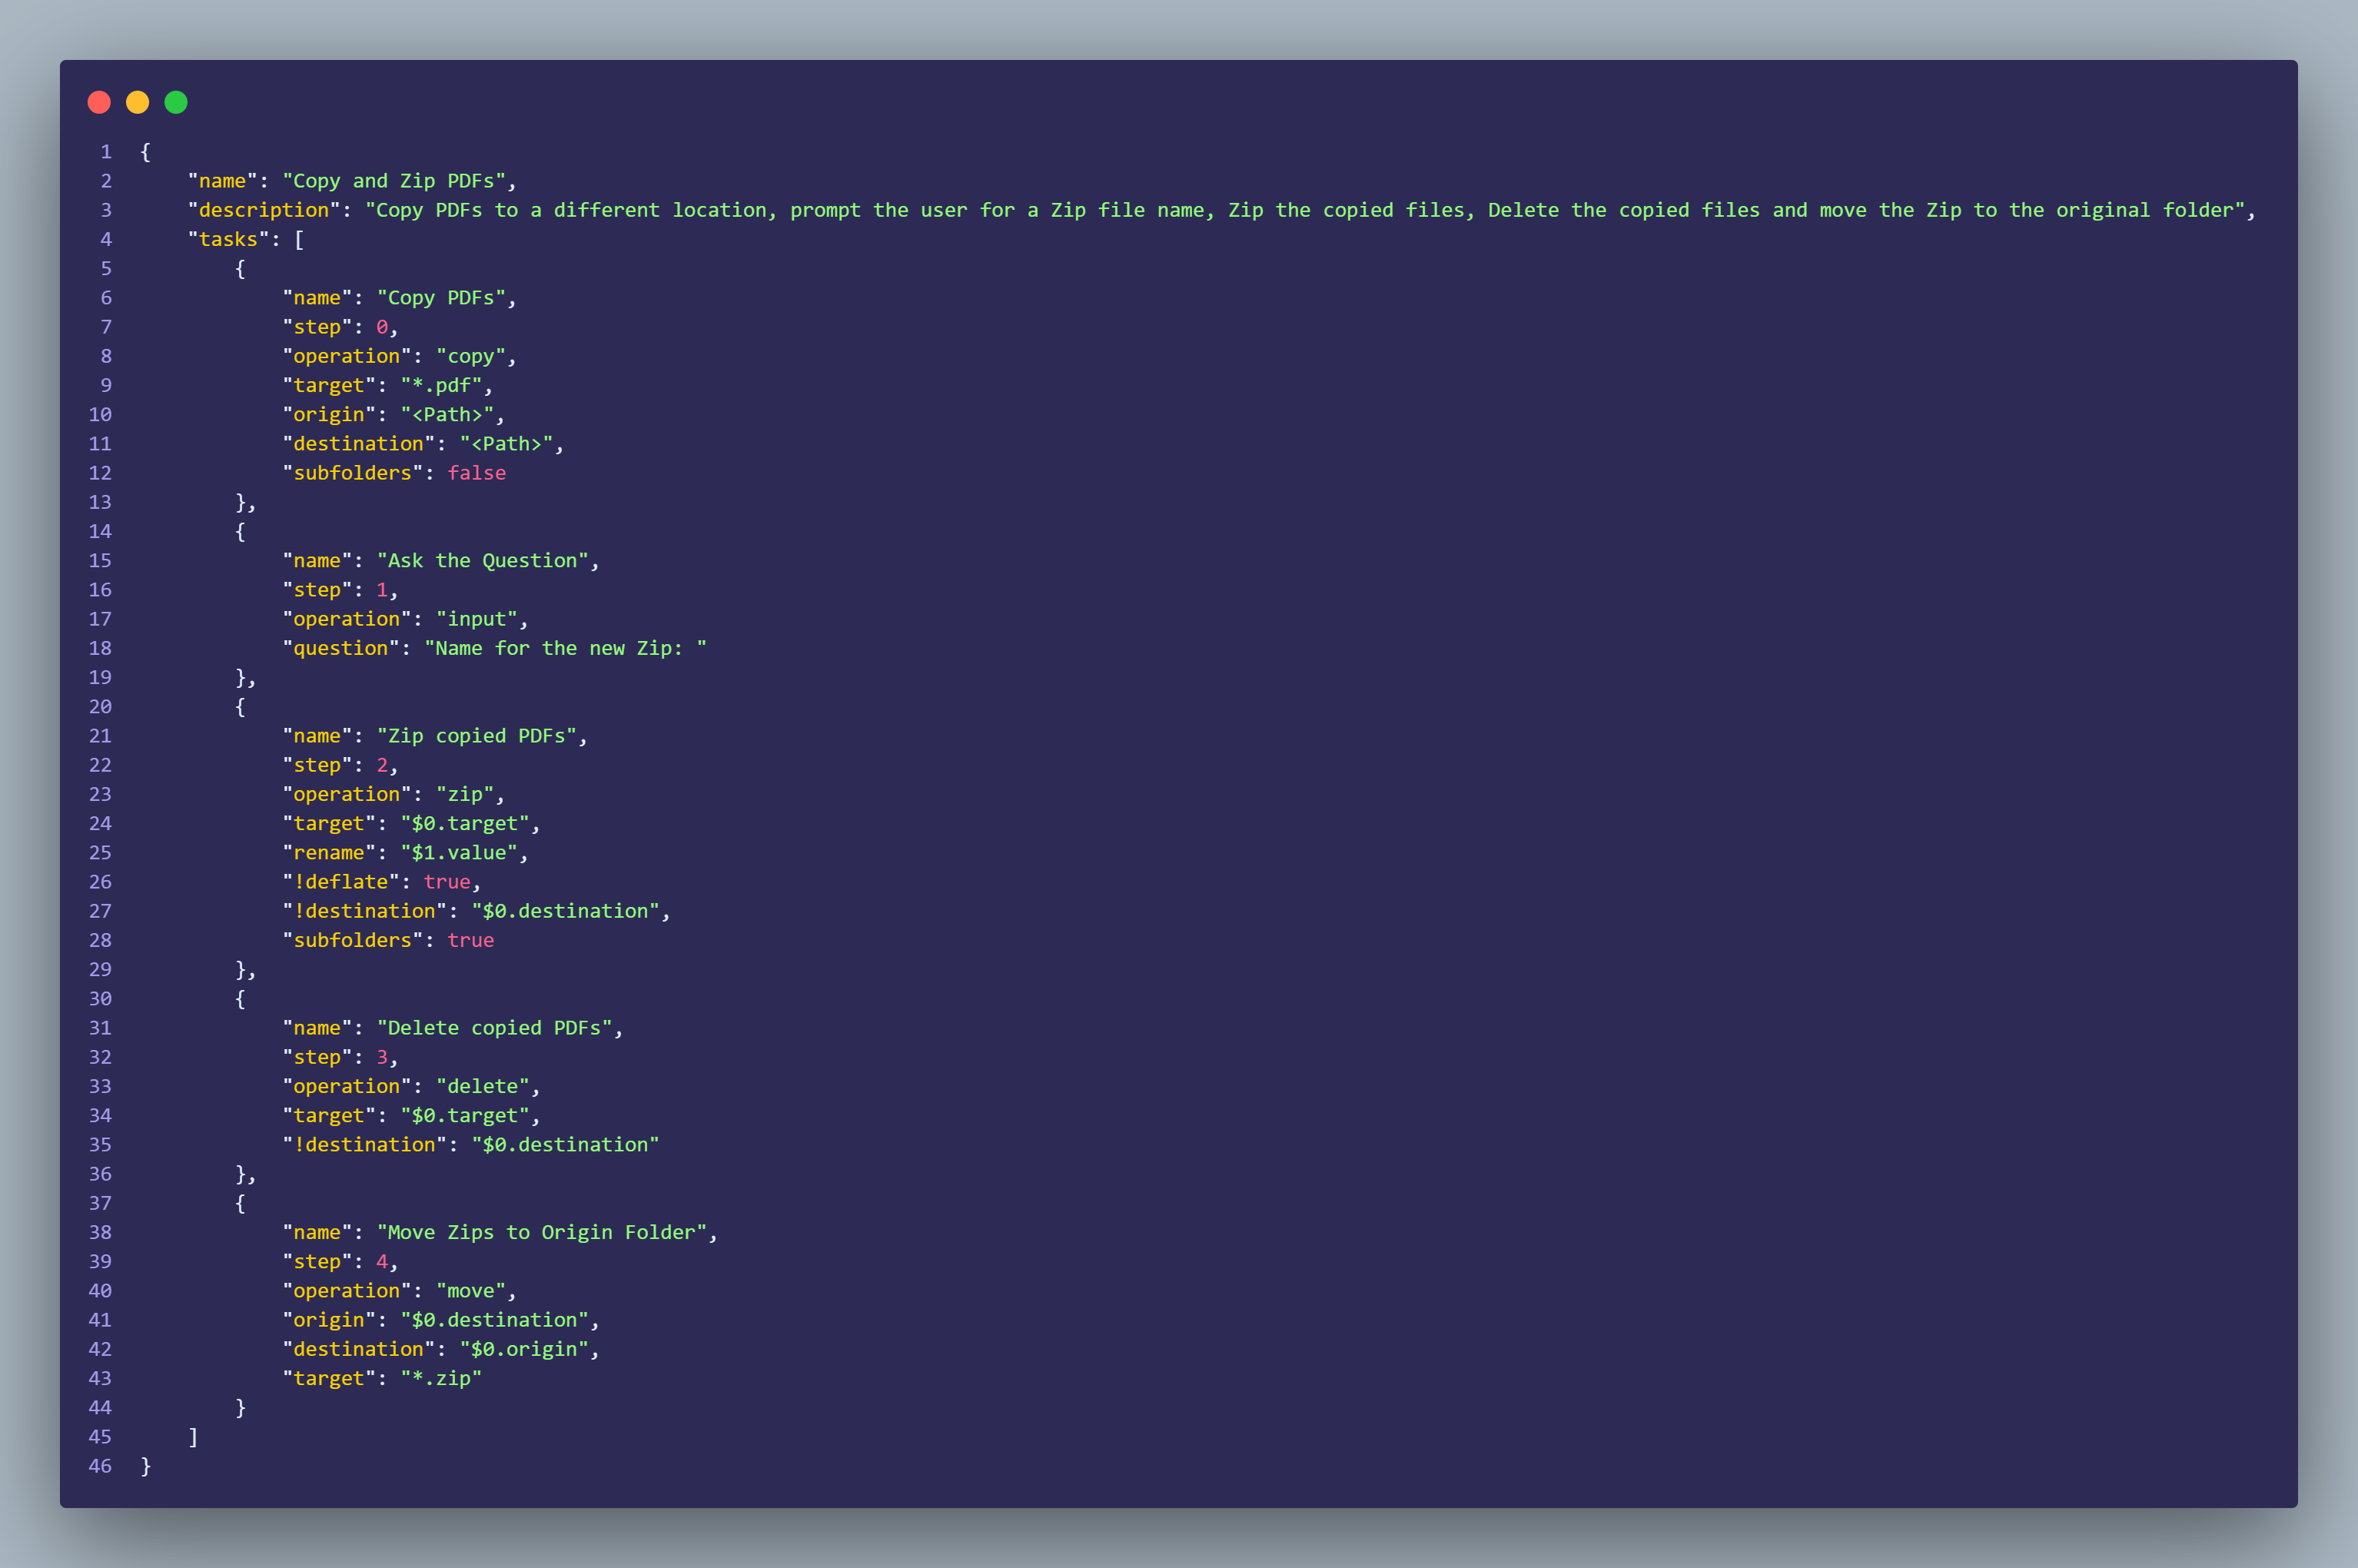 1 {
2     "name": "Copy and Zip PDFs",
3     "description": "Copy PDFs to a different location, prompt the user for a Zip file name, Zip the copied files, Delete the copied files and move the Zip to the original folder",
4     "tasks": [
5         {
6             "name": "Copy PDFs",
7             "step": 0,
8             "operation": "copy",
9             "target": "*.pdf",
10             "origin": "<Path>",
11             "destination": "<Path>",
12             "subfolders": false
13         },
14         {
15             "name": "Ask the Question",
16             "step": 1,
17             "operation": "input",
18             "question": "Name for the new Zip: "
19         },
20         {
21             "name": "Zip copied PDFs",
22             "step": 2,
23             "operation": "zip",
24             "target": "$0.target",
25             "rename": "$1.value",
26             "!deflate": true,
27             "!destination": "$0.destination",
28             "subfolders": true
29         },
30         {
31             "name": "Delete copied PDFs",
32             "step": 3,
33             "operation": "delete",
34             "target": "$0.target",
35             "!destination": "$0.destination"
36         },
37         {
38             "name": "Move Zips to Origin Folder",
39             "step": 4,
40             "operation": "move",
41             "origin": "$0.destination",
42             "destination": "$0.origin",
43             "target": "*.zip"
44         }
45     ]
46 }